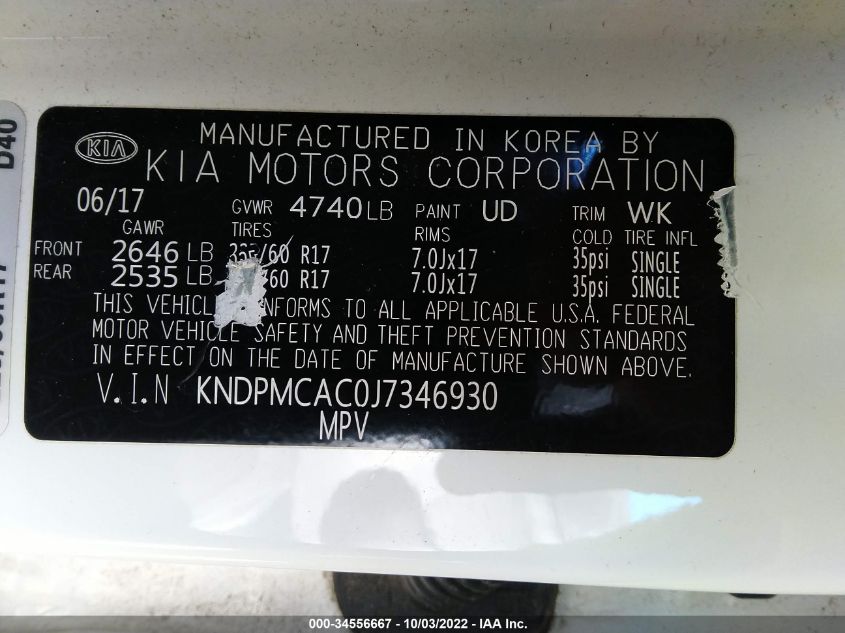 D40
KIA
MANUFACTURED IN KOREA BY
KIA MOTORS CORPORATION
06/17 GVWR 4740LB PAINT UD TRIM WK
GAWR TIRES RIMS COLD TIRE INFL
FRONT 2646 LB /60 R17 7.0Jx17 35psi SINGLE
REAR 2535 LB /60 R17 7.0Jx17 35psi SINGLE
THIS VEHICLE TO ALL APPLICABLE U.S.A. FEDERAL
MOTOR VEHICLE SAFETY AND THEFT PREVENTION STANDARDS
IN EFFECT ON THE DATE OF MANUFACTURE SHOWN ABOVE.
V.I.N KNDPMCAC0J7346930
MPV
000-34556667 - 10/03/2022 - IAA Inc.